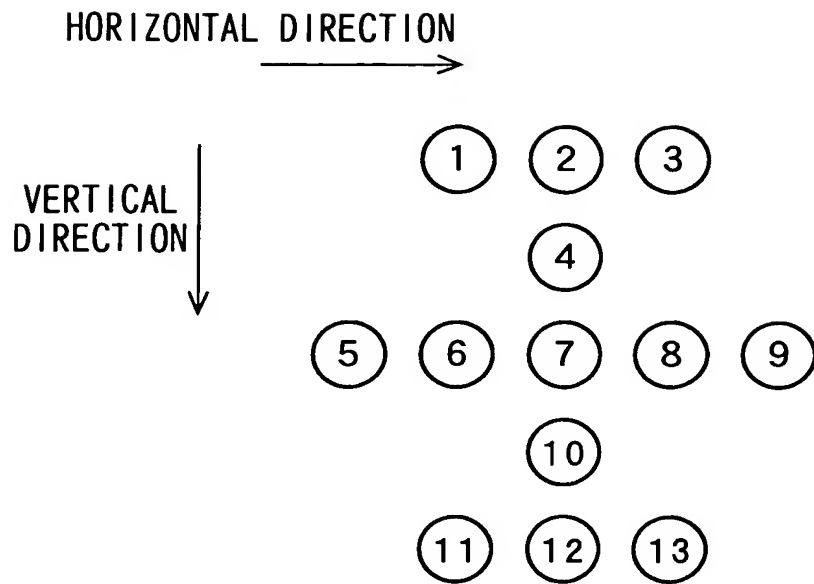 HORIZONTAL DIRECTION
VERTICAL
DIRECTION
1 2 3
4
5 6 7 8 9
10
11 12 13